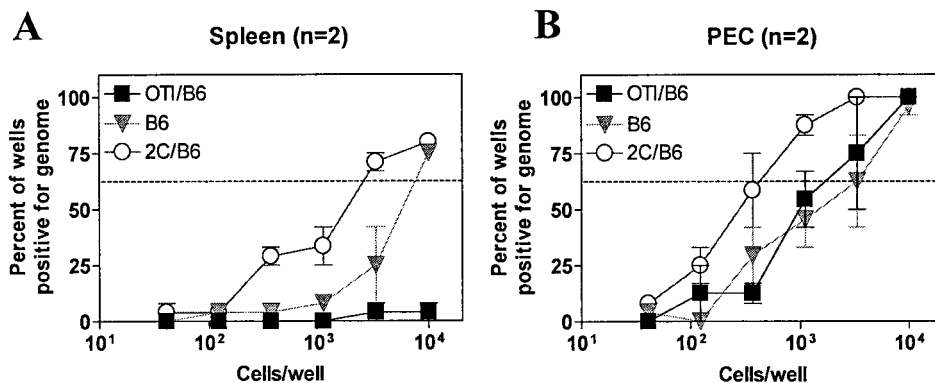 A
Spleen (n=2)
Percent of wells
positive for genome
100
75
50
25
0
OTI/B6
B6
2C/B6
10^1
10^2
10^3
10^4
Cells/well
B
PEC (n=2)
Percent of wells
positive for genome
100
75
50
25
0
OTI/B6
B6
2C/B6
10^1
10^2
10^3
10^4
Cells/well